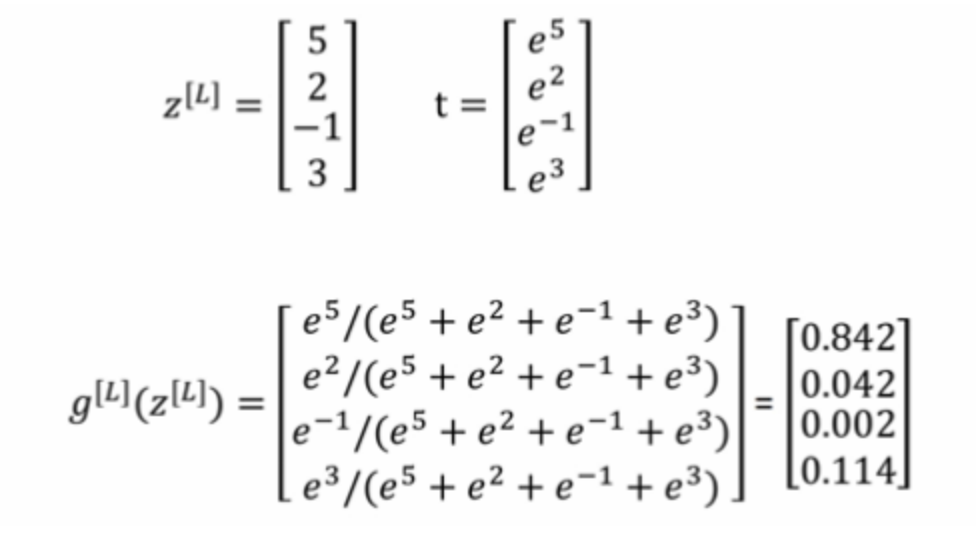 z^[L] = [5 2 −1 3] t = [e^5 e^2 e^−1 e^3]
g^[L](z^[L]) = [e^5/(e^5 + e^2 + e^−1 + e^3)
e^2/(e^5 + e^2 + e^−1 + e^3)
e^−1/(e^5 + e^2 + e^−1 + e^3)
e^3/(e^5 + e^2 + e^−1 + e^3)] = [0.842
0.042
0.002
0.114]